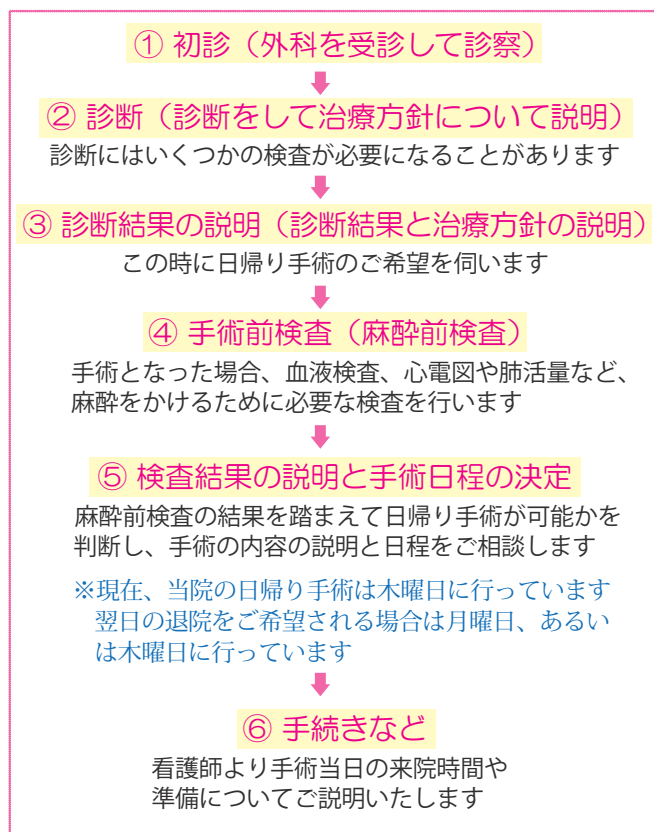 ① 初診（外科を受診して診察）
② 診断（診断をして治療方針について説明）
診断にはいくつかの検査が必要になることがあります
③ 診断結果の説明（診断結果と治療方針の説明）
この時に日帰り手術のご希望を伺います
④ 手術前検査（麻酔前検査）
手術となった場合、血液検査、心電図や肺活量など、
麻酔をかけるために必要な検査を行います
⑤ 検査結果の説明と手術日程の決定
麻酔前検査の結果を踏まえて日帰り手術が可能かを
判断し、手術の内容の説明と日程をご相談します
※現在、当院の日帰り手術は木曜日に行っています
翌日の退院をご希望される場合は月曜日、あるい
は木曜日に行っています
⑥ 手続きなど
看護師より手術当日の来院時間や
準備についてご説明いたします